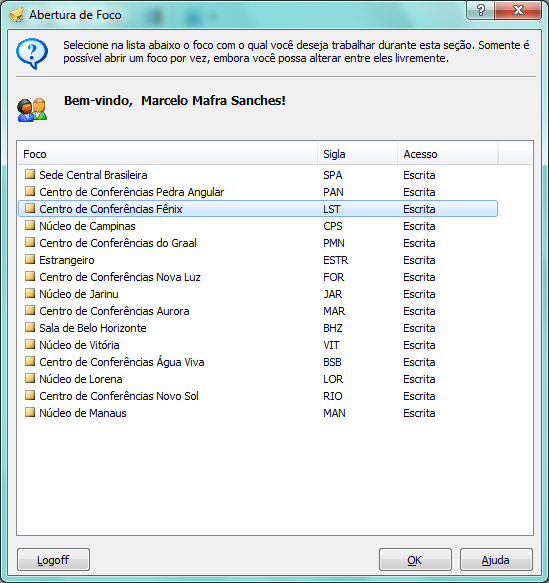 Abertura de Foco
Selecione na lista abaixo o foco com o qual você deseja trabalhar durante esta seção. Somente é
possível abrir um foco por vez, embora você possa alterar entre eles livremente.
Bem-vindo, Marcelo Mafra Sanches!
Foco Sigla Acesso
Sede Central Brasileira SPA Escrita
Centro de Conferências Pedra Angular PAN Escrita
Centro de Conferências Fênix LST Escrita
Núcleo de Campinas CPS Escrita
Centro de Conferências do Graal PMN Escrita
Estrangeiro ESTR Escrita
Centro de Conferências Nova Luz FOR Escrita
Núcleo de Jarinu JAR Escrita
Centro de Conferências Aurora MAR Escrita
Sala de Belo Horizonte BHZ Escrita
Núcleo de Vitória VIT Escrita
Centro de Conferências Água Viva BSB Escrita
Núcleo de Lorena LOR Escrita
Centro de Conferências Novo Sol RIO Escrita
Núcleo de Manaus MAN Escrita
Logoff OK Ajuda